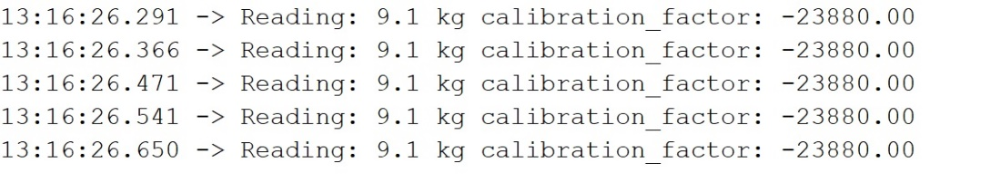 13:16:26.291 -> Reading: 9.1 kg calibration_factor: -23880.00
13:16:26.366 -> Reading: 9.1 kg calibration_factor: -23880.00
13:16:26.471 -> Reading: 9.1 kg calibration_factor: -23880.00
13:16:26.541 -> Reading: 9.1 kg calibration_factor: -23880.00
13:16:26.650 -> Reading: 9.1 kg calibration_factor: -23880.00